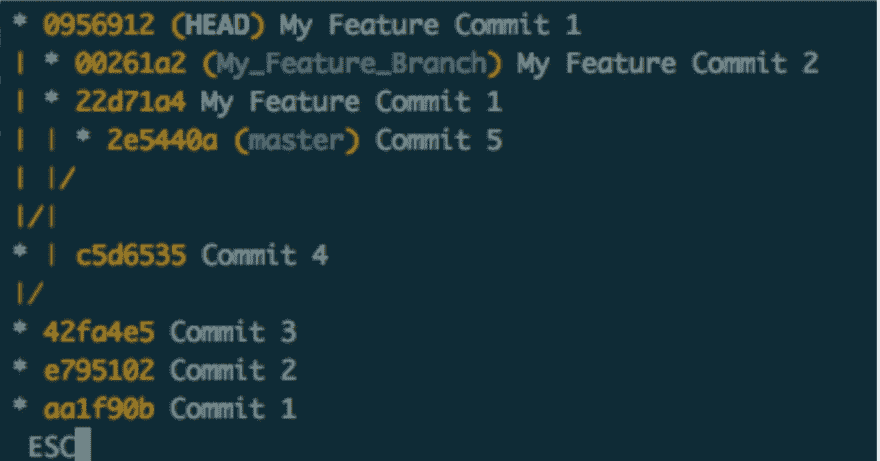 * 0956912 (HEAD) My Feature Commit 1
| * 00261a2 (My_Feature_Branch) My Feature Commit 2
| * 22d71a4 My Feature Commit 1
| | * 2e5440a (master) Commit 5
| |/
|/|
* | c5d6535 Commit 4
|/
* 42fa4e5 Commit 3
* e795102 Commit 2
* aa1f90b Commit 1
ESC